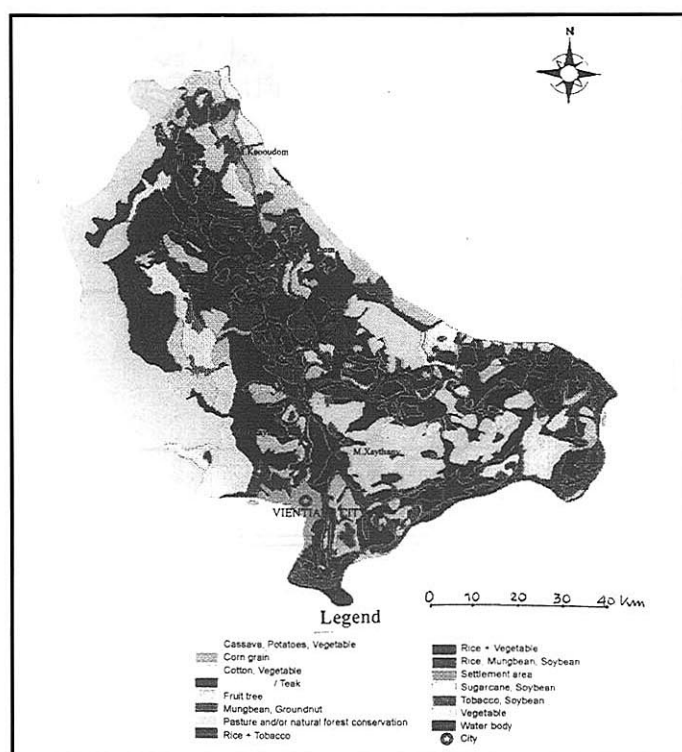 N
VIENTIANE CITY
0 10 20 30 40 Km
Legend
Cassava, Potatoes, Vegetable
Corn grain
Cotton, Vegetable
/ Teak
Fruit tree
Mungbean, Groundnut
Pasture and/or natural forest conservation
Rice + Tobacco
Rice + Vegetable
Rice, Mungbean, Soybean
Settlement area
Sugarcane, Soybean
Tobacco, Soybean
Vegetable
Water body
City